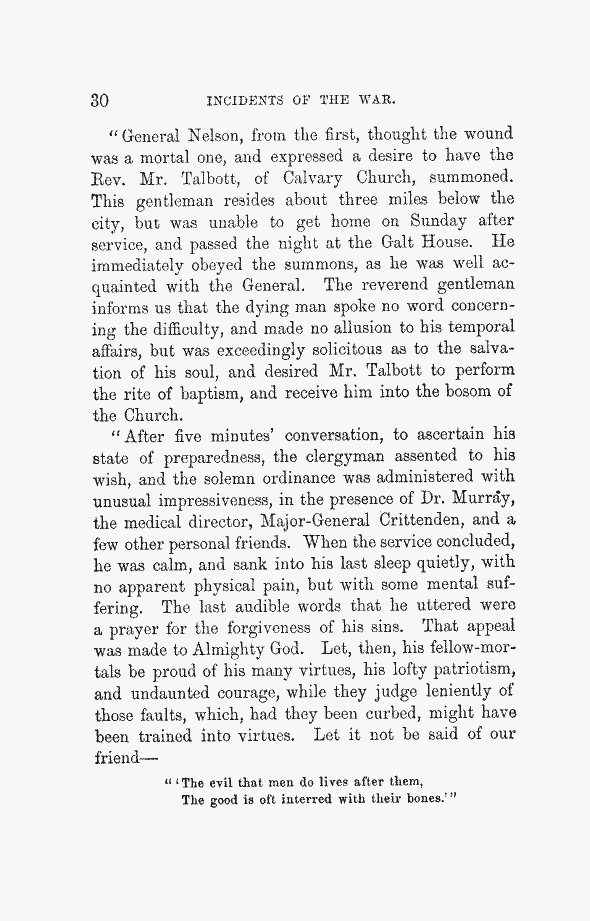 30 INCIDENTS OF THE WAR.
"General Nelson, from the first, thought the wound
was a mortal one, and expressed a desire to have the
Rev. Mr. Talbott, of Calvary Church, summoned.
This gentleman resides about three miles below the
city, but was unable to get home on Sunday after
service, and passed the night at the Galt House. He
immediately obeyed the summons, as he was well ac-
quainted with the General. The reverend gentleman
informs us that the dying man spoke no word concern-
ing the difficulty, and made no allusion to his temporal
affairs, but was exceedingly solicitous as to the salva-
tion of his soul, and desired Mr. Talbott to perform
the rite of baptism, and receive him into the bosom of
the Church.
"After five minutes' conversation, to ascertain his
state of preparedness, the clergyman assented to his
wish, and the solemn ordinance was administered with
unusual impressiveness, in the presence of Dr. Murray,
the medical director, Major-General Crittenden, and a
few other personal friends. When the service concluded,
he was calm, and sank into his last sleep quietly, with
no apparent physical pain, but with some mental suf-
fering. The last audible words that he uttered were
a prayer for the forgiveness of his sins. That appeal
was made to Almighty God. Let, then, his fellow-mor-
tals be proud of his many virtues, his lofty patriotism,
and undaunted courage, while they judge leniently of
those faults, which, had they been curbed, might have
been trained into virtues. Let it not be said of our
friend—
"'The evil that men do lives after them,
The good is oft interred with their bones.'"